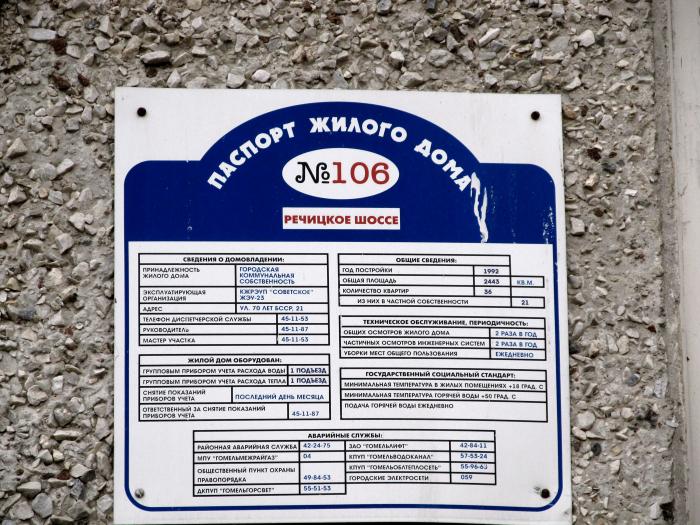 ПАСПОРТ ЖИЛОГО ДОМА
№106
РЕЧИЦКОЕ ШОССЕ
СВЕДЕНИЯ О ДОМОВЛАДЕНИИ:
ПРИНАДЛЕЖНОСТЬ ЖИЛОГО ДОМА
ГОРОДСКАЯ КОММУНАЛЬНАЯ СОБСТВЕННОСТЬ
ЭКСПЛУАТИРУЮЩАЯ ОРГАНИЗАЦИЯ
КЖРЭУП "СОВЕТСКОЕ" ЖЭУ-23
АДРЕС УЛ. 70 ЛЕТ БССР, 21
ТЕЛЕФОН ДИСПЕТЧЕРСКОЙ СЛУЖБЫ 45-11-53
РУКОВОДИТЕЛЬ 45-11-87
МАСТЕР УЧАСТКА 45-11-53
ЖИЛОЙ ДОМ ОБОРУДОВАН:
ГРУППОВЫМ ПРИБОРОМ УЧЕТА РАСХОДА ВОДЫ 1 ПОДЪЕЗД
ГРУППОВЫМ ПРИБОРОМ УЧЕТА РАСХОДА ТЕПЛА 1 ПОДЪЕЗД
СНЯТИЕ ПОКАЗАНИЙ ПРИБОРОВ УЧЕТА
ПОСЛЕДНИЙ ДЕНЬ МЕСЯЦА
ОТВЕТСТВЕННЫЙ ЗА СНЯТИЕ ПОКАЗАНИЙ ПРИБОРОВ УЧЕТА
45-11-87
ОБЩИЕ СВЕДЕНИЯ:
ГОД ПОСТРОЙКИ 1992
ОБЩАЯ ПЛОЩАДЬ 2443 КВ.М.
КОЛИЧЕСТВО КВАРТИР 36
ИЗ НИХ В ЧАСТНОЙ СОБСТВЕННОСТИ 21
ТЕХНИЧЕСКОЕ ОБСЛУЖИВАНИЕ, ПЕРИОДИЧНОСТЬ:
ОБЩИХ ОСМОТРОВ ЖИЛОГО ДОМА 2 РАЗА В ГОД
ЧАСТИЧНЫХ ОСМОТРОВ ИНЖЕНЕРНЫХ СИСТЕМ 2 РАЗА В ГОД
УБОРКИ МЕСТ ОБЩЕГО ПОЛЬЗОВАНИЯ ЕЖЕДНЕВНО
ГОСУДАРСТВЕННЫЙ СОЦИАЛЬНЫЙ СТАНДАРТ:
МИНИМАЛЬНАЯ ТЕМПЕРАТУРА В ЖИЛЫХ ПОМЕЩЕНИЯХ +18 ГРАД. С
МИНИМАЛЬНАЯ ТЕМПЕРАТУРА ГОРЯЧЕЙ ВОДЫ +50 ГРАД. С
ПОДАЧА ГОРЯЧЕЙ ВОДЫ ЕЖЕДНЕВНО
АВАРИЙНЫЕ СЛУЖБЫ:
РАЙОННАЯ АВАРИЙНАЯ СЛУЖБА 42-24-75
МПУ "ГОМЕЛЬМЕЖРАЙГАЗ" 04
ОБЩЕСТВЕННЫЙ ПУНКТ ОХРАНЫ ПРАВОПОРЯДКА 49-84-53
ДКПУП "ГОМЕЛЬГОРСВЕТ" 55-51-53
ЗАО "ГОМЕЛЬЛИФТ" 42-84-11
КПУП "ГОМЕЛЬВОДОКАНАЛ" 57-53-24
КПУП "ГОМЕЛЬОБЛТЕПЛОСЕТЬ" 55-96-63
ГОРОДСКИЕ ЭЛЕКТРОСЕТИ 059